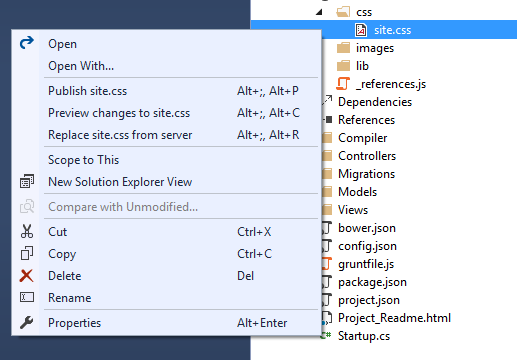 css
site.css
images
lib
_references.js
Dependencies
References
Compiler
Controllers
Migrations
Models
Views
bower.json
config.json
gruntfile.js
package.json
project.json
Project_Readme.html
Startup.cs
Open
Open With...
Publish site.css Alt+;, Alt+P
Preview changes to site.css Alt+;, Alt+C
Replace site.css from server Alt+;, Alt+R
Scope to This
New Solution Explorer View
Compare with Unmodified...
Cut Ctrl+X
Copy Ctrl+C
Delete Del
Rename
Properties Alt+Enter